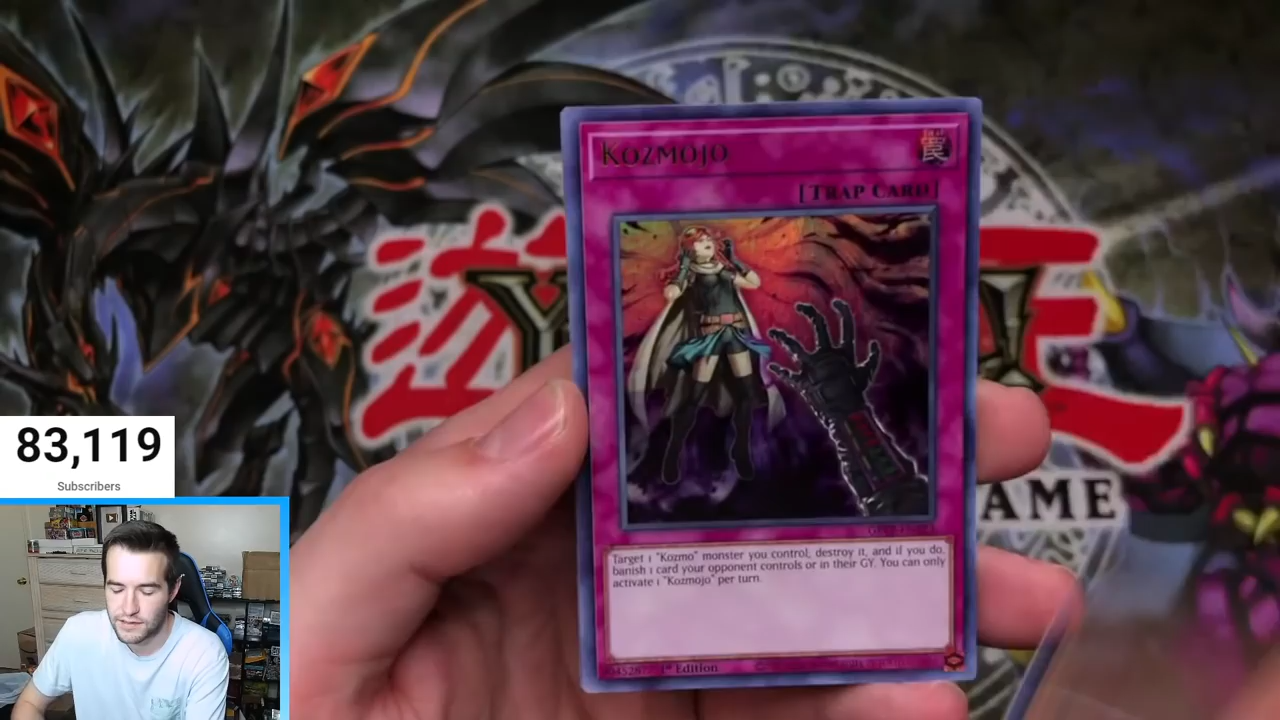 Kozmojo
[Trap Card]
Target 1 "Kozmo" monster you control; destroy it, and if you do,
banish 1 card your opponent controls or in their GY. You can only
activate 1 "Kozmojo" per turn.
1st Edition
AME
83,119
Subscribers